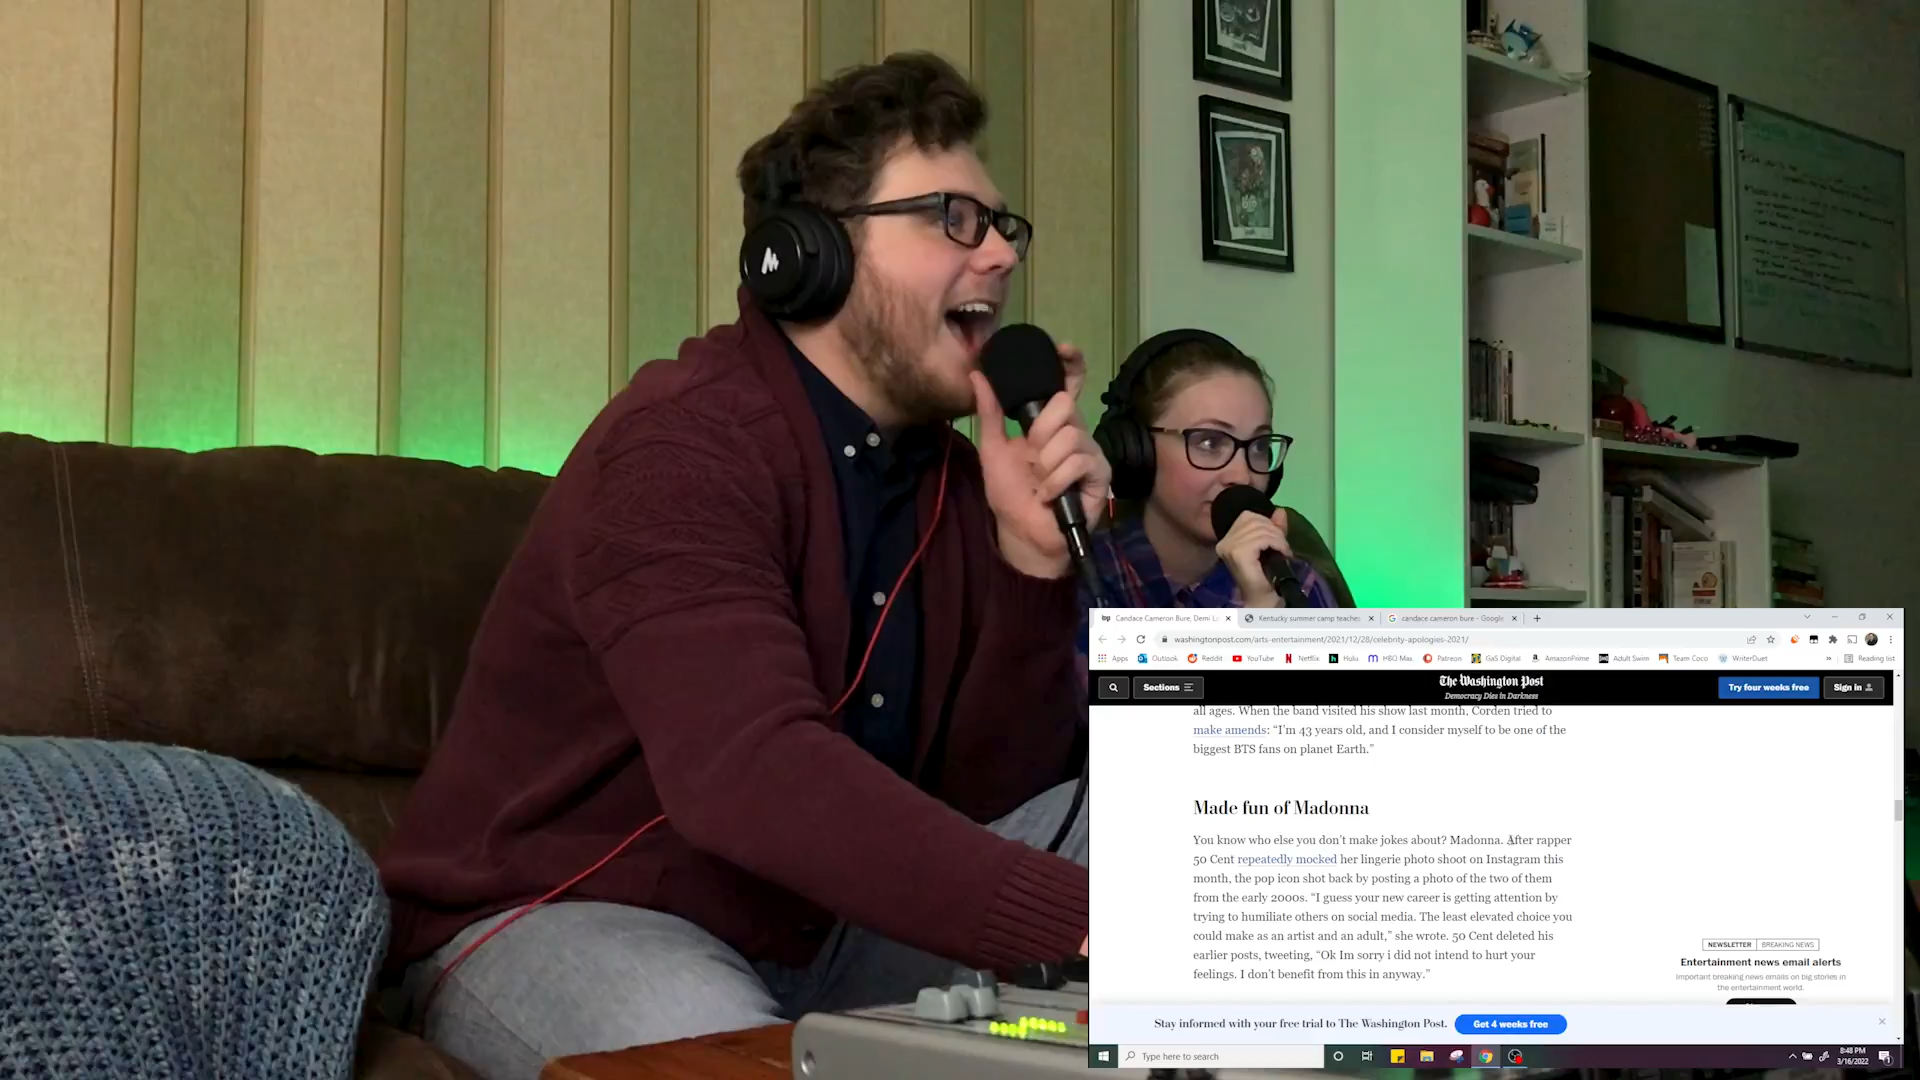 Candace Cameron Bure, Demi L
Kentucky summer camp teaches
candace cameron bure - Google
washingtonpost.com/arts-entertainment/2021/12/28/celebrity-apologies-2021/
Apps Outlook Reddit YouTube Netflix Hulu HBO Max Patreon GaS Digital AmazonPrime Adult Swim Team Coco WriterDuet » Reading list
Sections
The Washington Post
Democracy Dies in Darkness
Try four weeks free
Sign in
all ages. When the band visited his show last month, Corden tried to
make amends: “I’m 43 years old, and I consider myself to be one of the
biggest BTS fans on planet Earth.”
Made fun of Madonna
You know who else you don’t make jokes about? Madonna. After rapper
50 Cent repeatedly mocked her lingerie photo shoot on Instagram this
month, the pop icon shot back by posting a photo of the two of them
from the early 2000s. “I guess your new career is getting attention by
trying to humiliate others on social media. The least elevated choice you
could make as an artist and an adult,” she wrote. 50 Cent deleted his
earlier posts, tweeting, “Ok Im sorry i did not intend to hurt your
feelings. I don’t benefit from this in anyway.”
NEWSLETTER BREAKING NEWS
Entertainment news email alerts
Important breaking news emails on big stories in
the entertainment world.
Stay informed with your free trial to The Washington Post.
Get 4 weeks free
Type here to search
8:48 PM
3/16/2022